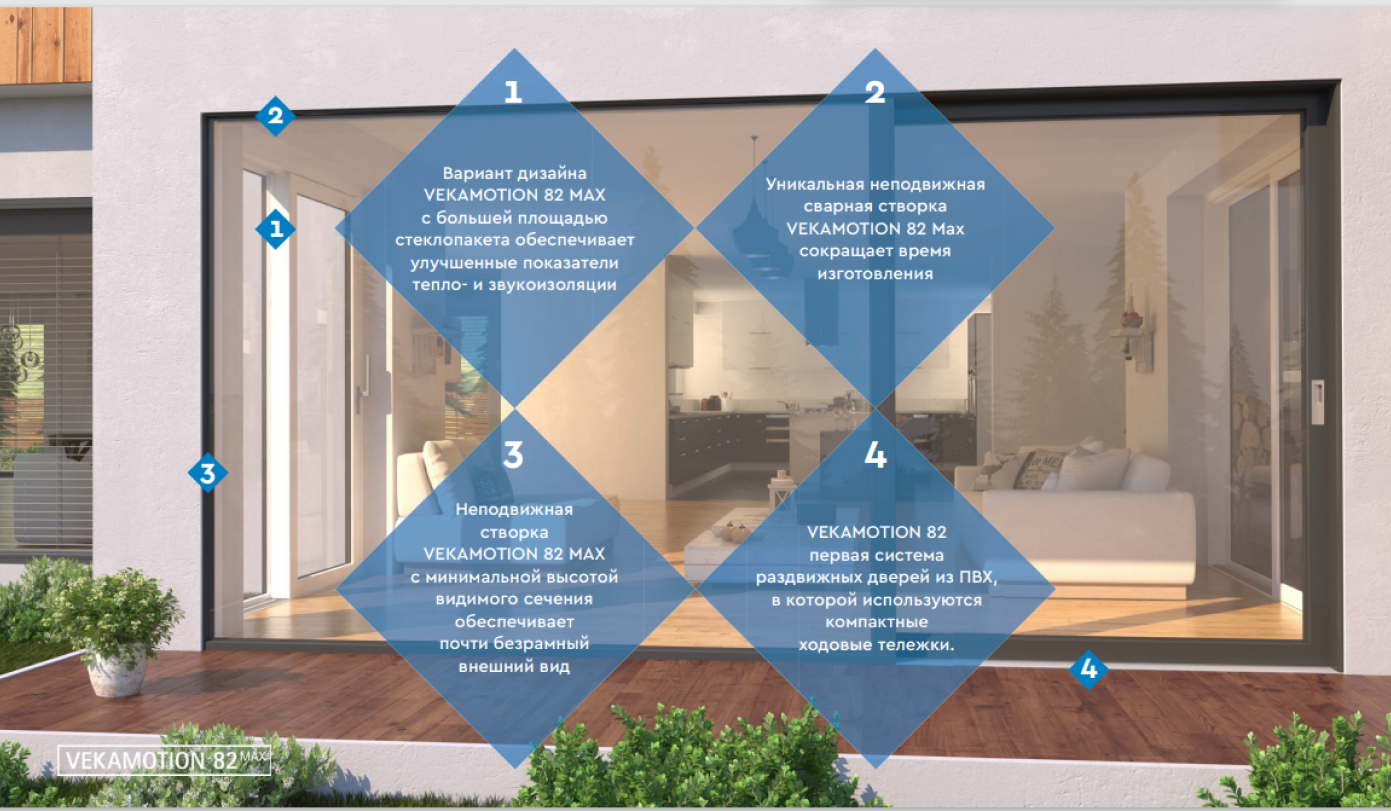 1
Вариант дизайна
VEKAMOTION 82 MAX
с большей площадью
стеклопакета обеспечивает
улучшенные показатели
тепло- и звукоизоляции
2
Уникальная неподвижная
сварная створка
VEKAMOTION 82 Max
сокращает время
изготовления
3
Неподвижная
створка
VEKAMOTION 82 MAX
с минимальной высотой
видимого сечения
обеспечивает
почти безрамный
внешний вид
4
VEKAMOTION 82
первая система
раздвижных дверей из ПВХ,
в которой используются
компактные
ходовые тележки.
2
1
3
4
VEKAMOTION 82 MAX